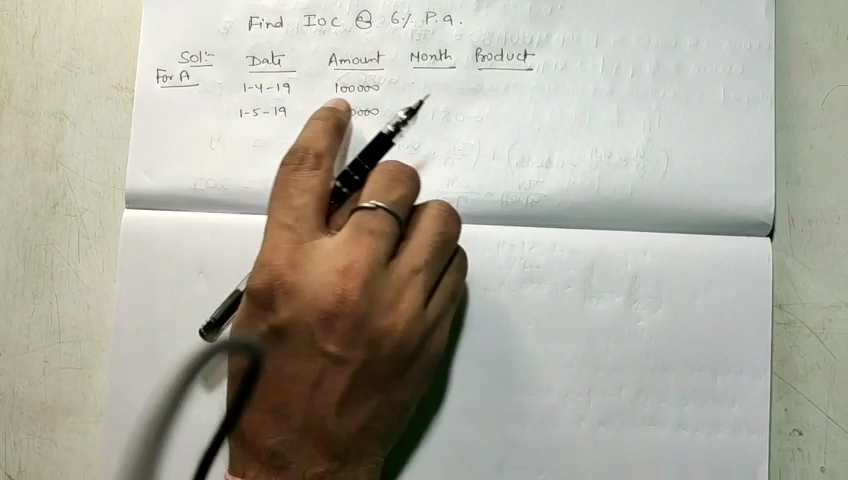 Find IOC @ 6% P.a.
Sol:- Date Amount Month Product
For A
1-4-19 100000
1-5-19